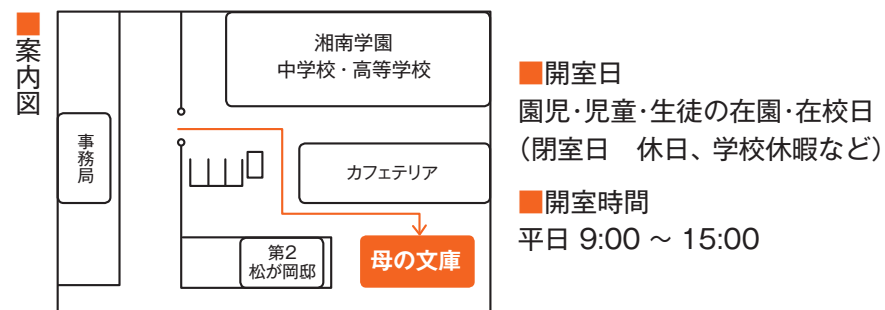 ■案内図
湘南学園
中学校・高等学校
事務局
カフェテリア
第2
松が岡邸
母の文庫
■開室日
園児・児童・生徒の在園・在校日
（閉室日　休日、学校休暇など）
■開室時間
平日 9:00 ～ 15:00